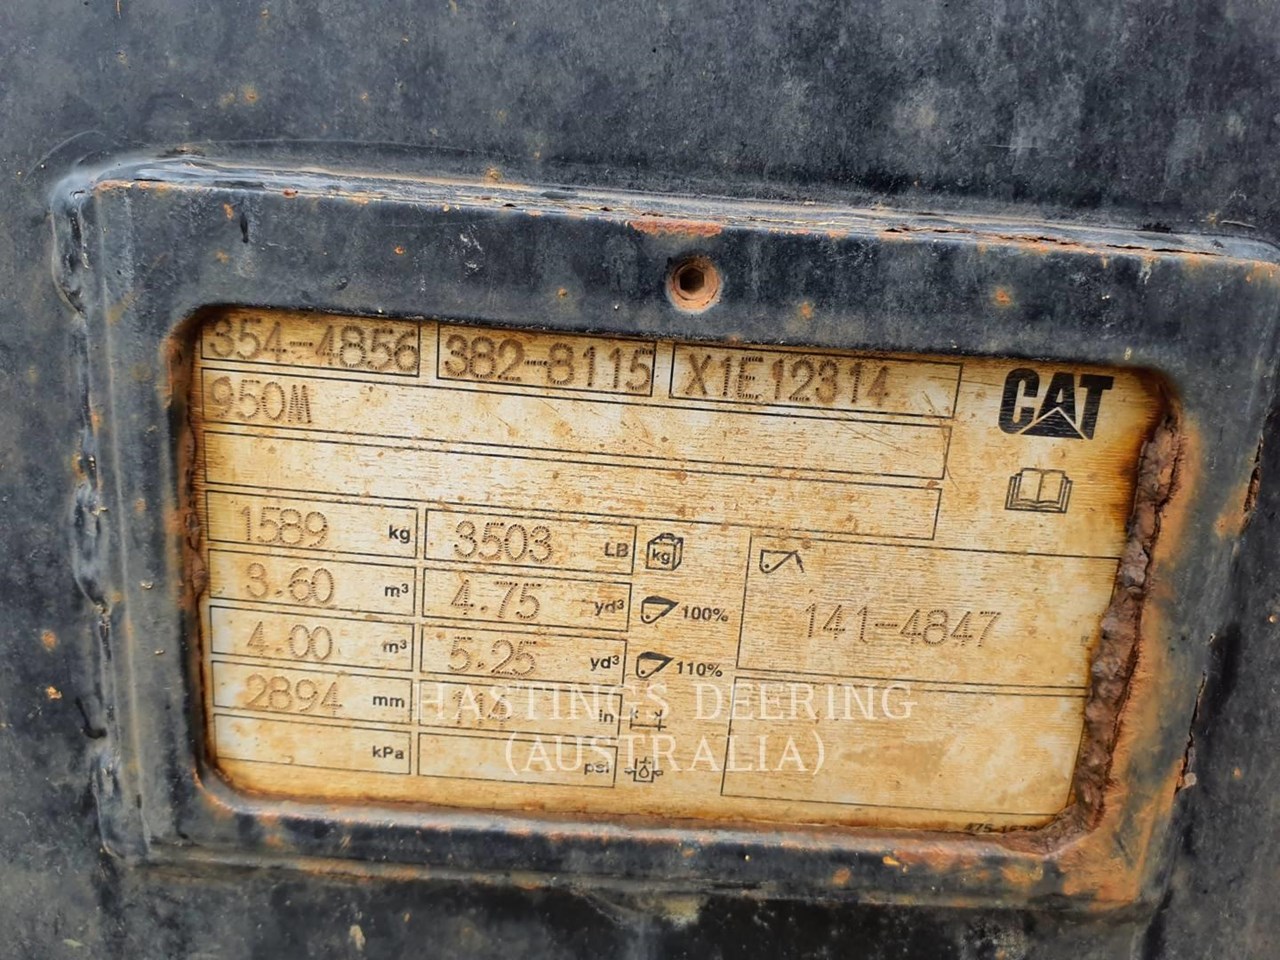 354-4856 382-8115 X1E12314
CAT
950M
1589 kg 3503 LB kg
3.60 m³ 4.75 yd³ 100%
141-4847
4.00 m³ 5.25 yd³ 110%
2894 mm in
kPa psi
HASTINGS DEERING
(AUSTRALIA)